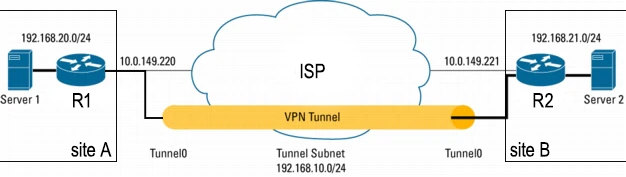 192.168.20.0/24
192.168.21.0/24
10.0.149.220
10.0.149.221
ISP
Server 1
R1
R2
Server 2
VPN Tunnel
site A
Tunnel0
Tunnel Subnet
192.168.10.0/24
Tunnel0
site B